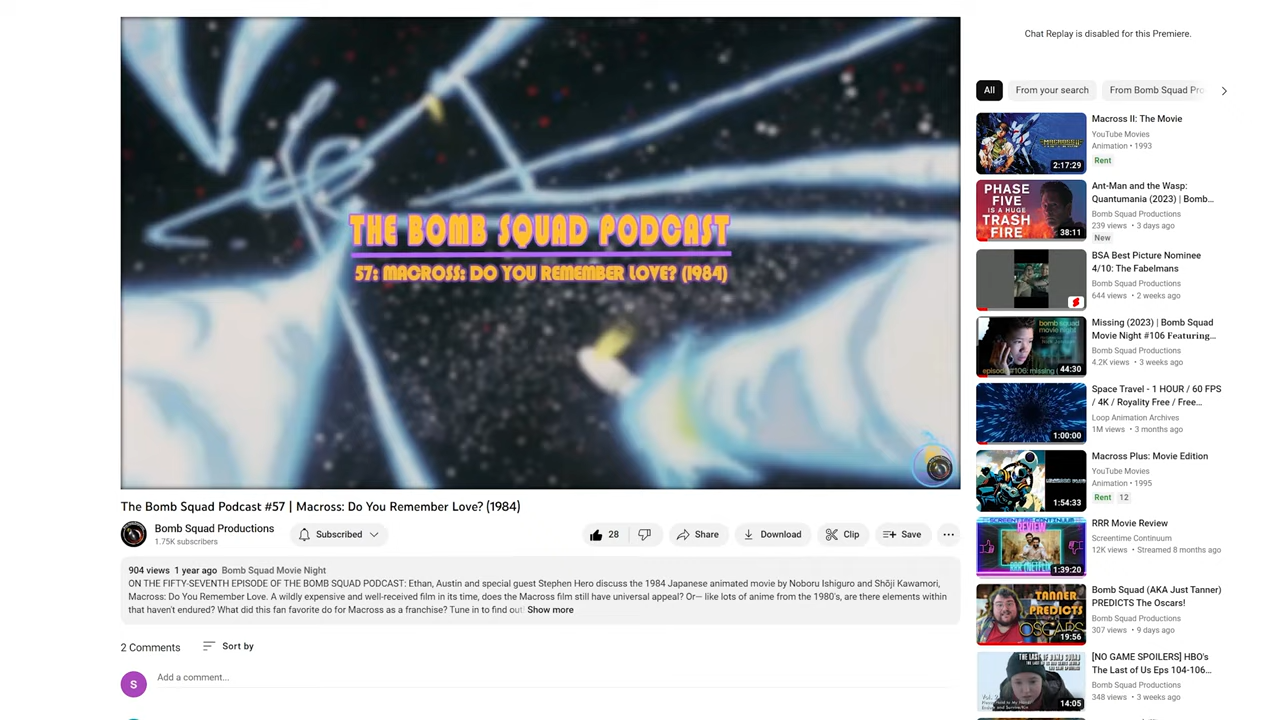 THE BOMB SQUAD PODCAST
57: MACROSS: DO YOU REMEMBER LOVE? (1984)
The Bomb Squad Podcast #57 | Macross: Do You Remember Love? (1984)
Bomb Squad Productions
1.75K subscribers
Subscribed
28
Share
Download
Clip
Save
904 views 1 year ago Bomb Squad Movie Night
ON THE FIFTY-SEVENTH EPISODE OF THE BOMB SQUAD PODCAST: Ethan, Austin and special guest Stephen Hero discuss the 1984 Japanese animated movie by Noboru Ishiguro and Shōji Kawamori,
Macross: Do You Remember Love. A wildly expensive and well-received film in its time, does the Macross film still have universal appeal? Or— like lots of anime from the 1980's, are there elements within
that haven't endured? What did this fan favorite do for Macross as a franchise? Tune in to find out! Show more
2 Comments
Sort by
S
Add a comment...
Chat Replay is disabled for this Premiere.
All
From your search
From Bomb Squad Pro
2:17:29
Macross II: The Movie
YouTube Movies
Animation • 1993
Rent
PHASE
FIVE
IS A HUGE
TRASH
FIRE
38:11
Ant-Man and the Wasp:
Quantumania (2023) | Bomb...
Bomb Squad Productions
239 views • 3 days ago
New
BSA Best Picture Nominee
4/10: The Fabelmans
Bomb Squad Productions
644 views • 2 weeks ago
bomb squad
movie night
episode #106: missing
44:30
Missing (2023) | Bomb Squad
Movie Night #106 Featuring...
Bomb Squad Productions
4.2K views • 3 weeks ago
1:00:00
Space Travel - 1 HOUR / 60 FPS
/ 4K / Royality Free / Free...
Loop Animation Archives
1M views • 3 months ago
1:54:33
Macross Plus: Movie Edition
YouTube Movies
Animation • 1995
Rent 12
SCREENTIME CONTINUUM
REVIEW
1:39:20
RRR Movie Review
Screentime Continuum
12K views • Streamed 8 months ago
TANNER
PREDICTS
OSCARS
19:56
Bomb Squad (AKA Just Tanner)
PREDICTS The Oscars!
Bomb Squad Productions
307 views • 9 days ago
THE LAST OF BOMB SQUAD
14:05
[NO GAME SPOILERS] HBO's
The Last of Us Eps 104-106...
Bomb Squad Productions
348 views • 3 weeks ago